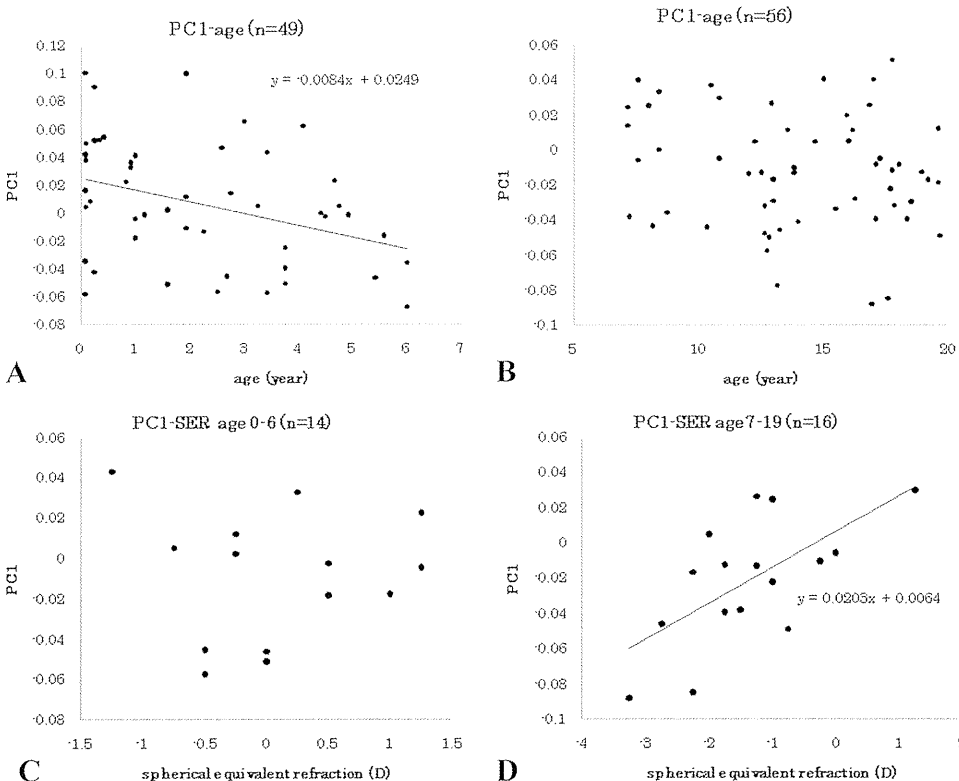 PC1-age (n=49)
0.12
0.1
0.08
0.06
0.04
0.02
0
-0.02
-0.04
-0.06
-0.08
PC1
y = -0.0084x + 0.0249
0 1 2 3 4 5 6 7
age (year)
A
PC1-age (n=56)
0.06
0.04
0.02
0
-0.02
-0.04
-0.06
-0.08
-0.1
PC1
5 10 15 20
age (year)
B
PC1-SER age 0-6 (n=14)
0.06
0.04
0.02
0
-0.02
-0.04
-0.06
-0.08
PC1
-1.5 -1 -0.5 0 0.5 1 1.5
spherical equivalent refraction (D)
C
PC1-SER age7-19 (n=16)
0.06
0.04
0.02
0
-0.02
-0.04
-0.06
-0.08
-0.1
PC1
y = 0.0203x + 0.0064
-4 -3 -2 -1 0 1
spherical equivalent refraction (D)
D